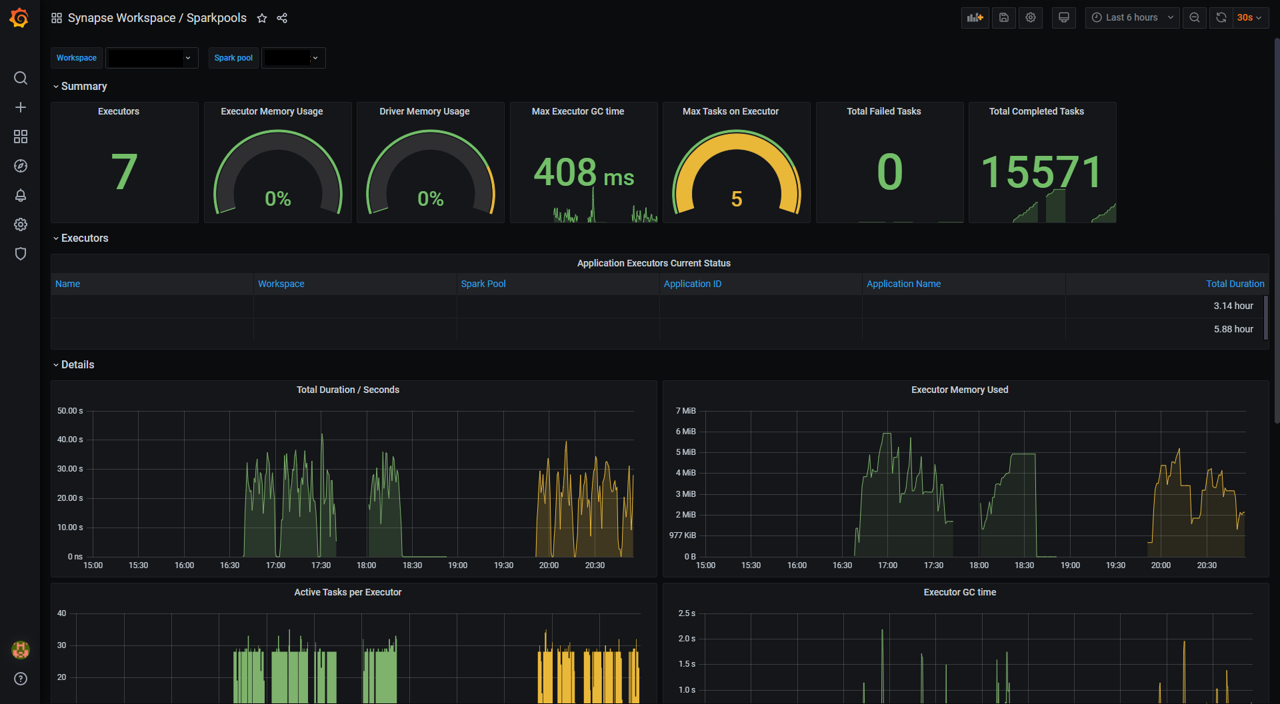 Synapse Workspace / Sparkpools
Last 6 hours
30s
Workspace
Spark pool
Summary
Executors
7
Executor Memory Usage
0%
Driver Memory Usage
0%
Max Executor GC time
408 ms
Max Tasks on Executor
5
Total Failed Tasks
0
Total Completed Tasks
15571
Executors
Application Executors Current Status
Name Workspace Spark Pool Application ID Application Name Total Duration
3.14 hour
5.88 hour
Details
Total Duration / Seconds
50.00 s
40.00 s
30.00 s
20.00 s
10.00 s
0 ns
15:00 15:30 16:00 16:30 17:00 17:30 18:00 18:30 19:00 19:30 20:00 20:30
Executor Memory Used
7 MiB
6 MiB
5 MiB
4 MiB
3 MiB
2 MiB
977 KiB
0 B
15:00 15:30 16:00 16:30 17:00 17:30 18:00 18:30 19:00 19:30 20:00 20:30
Active Tasks per Executor
40
30
20
Executor GC time
2.5 s
2.0 s
1.5 s
1.0 s